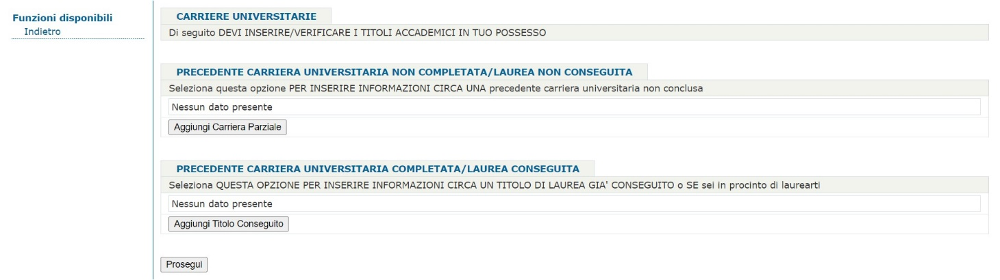 Funzioni disponibili
Indietro
CARRIERE UNIVERSITARIE
Di seguito DEVI INSERIRE/VERIFICARE I TITOLI ACCADEMICI IN TUO POSSESSO
PRECEDENTE CARRIERA UNIVERSITARIA NON COMPLETATA/LAUREA NON CONSEGUITA
Seleziona questa opzione PER INSERIRE INFORMAZIONI CIRCA UNA precedente carriera universitaria non conclusa
Nessun dato presente
Aggiungi Carriera Parziale
PRECEDENTE CARRIERA UNIVERSITARIA COMPLETATA/LAUREA CONSEGUITA
Seleziona QUESTA OPZIONE PER INSERIRE INFORMAZIONI CIRCA UN TITOLO DI LAUREA GIA' CONSEGUITO o SE sei in procinto di laurearti
Nessun dato presente
Aggiungi Titolo Conseguito
Prosegui